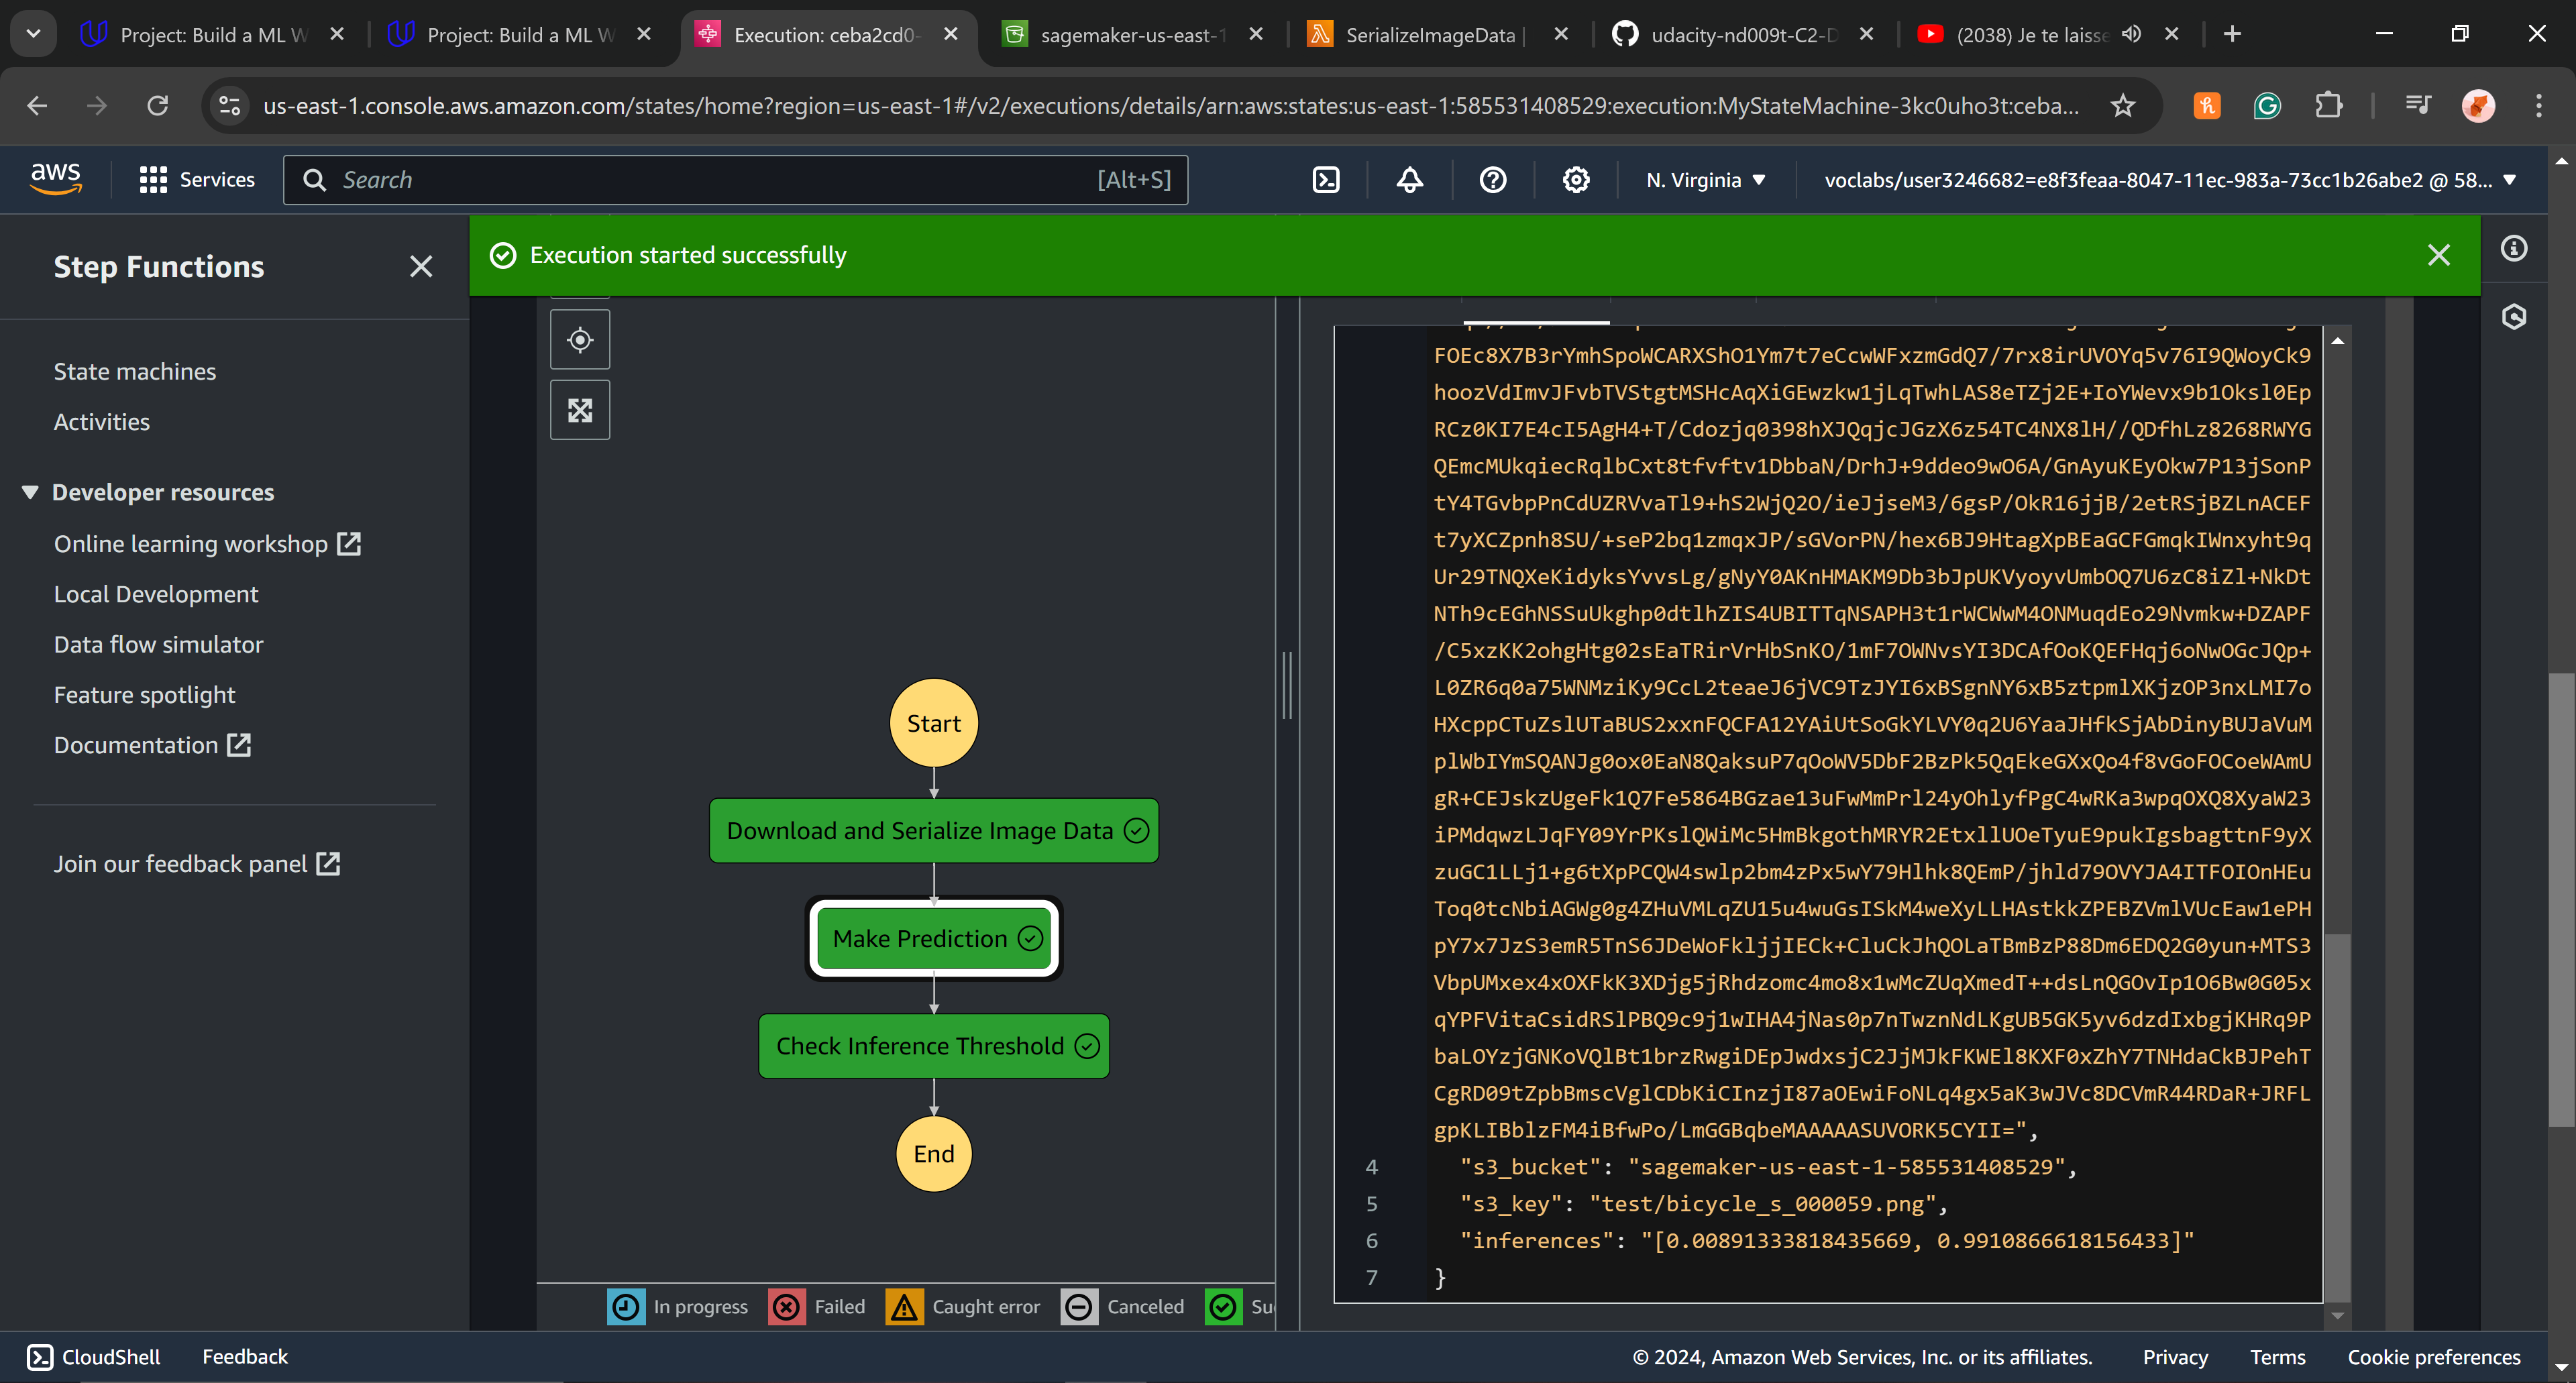 Project: Build a ML W
Project: Build a ML W
Execution: ceba2cd0-
sagemaker-us-east-1
SerializeImageData |
udacity-nd009t-C2-D
(2038) Je te laisse
us-east-1.console.aws.amazon.com/states/home?region=us-east-1#/v2/executions/details/arn:aws:states:us-east-1:585531408529:execution:MyStateMachine-3kc0uho3t:ceba...
aws
Services
Search
[Alt+S]
N. Virginia
voclabs/user3246682=e8f3feaa-8047-11ec-983a-73cc1b26abe2 @ 58...
Step Functions
Execution started successfully
State machines
Activities
Developer resources
Online learning workshop
Local Development
Data flow simulator
Feature spotlight
Documentation
Join our feedback panel
Start
Download and Serialize Image Data
Make Prediction
Check Inference Threshold
End
In progress
Failed
Caught error
Canceled
Su
FOEc8X7B3rYmhSpoWCARXShO1Ym7t7eCcwWFxzmGdQ7/7rx8irUVOYq5v76I9QWoyCk9
hoozVdImvJFvbTVStgtMSHcAqXiGEwzkw1jLqTwhLAS8eTZj2E+IoYWevx9b1Oksl0Ep
RCz0KI7E4cI5AgH4+T/Cdozjq0398hXJQqjcJGzX6z54TC4NX8lH//QDfhLz8268RWYG
QEmcMUkqiecRqlbCxt8tfvftv1DbbaN/DrhJ+9ddeo9wO6A/GnAyuKEyOkw7P13jSonP
tY4TGvbpPnCdUZRVvaTl9+hS2WjQ2O/ieJjseM3/6gsP/OkR16jjB/2etRSjBZLnACEF
t7yXCZpnh8SU/+seP2bq1zmqxJP/sGVorPN/hex6BJ9HtagXpBEaGCFGmqkIWnxyht9q
Ur29TNQXeKidyksYvvsLg/gNyY0AKnHMAKM9Db3bJpUKVyoyvUmbOQ7U6zC8iZl+NkDt
NTh9cEGhNSSuUkghp0dtlhZIS4UBITTqNSAPH3t1rWCWwM4ONMuqdEo29Nvmkw+DZAPF
/C5xzKK2ohgHtg02sEaTRirVrHbSnKO/1mF7OWNvsYI3DCAfOoKQEFHqj6oNwOGcJQp+
L0ZR6q0a75WNMziKy9CcL2teaeJ6jVC9TzJYI6xBSgnNY6xB5ztpmlXKjzOP3nxLMI7o
HXcppCTuZslUTaBUS2xxnFQCFA12YAiUtSoGkYLVY0q2U6YaaJHfkSjAbDinyBUJaVuM
plWbIYmSQANJg0ox0EaN8QaksuP7qOoWV5DbF2BzPk5QqEkeGXxQo4f8vGoFOCoeWAmU
gR+CEJskzUgeFk1Q7Fe5864BGzae13uFwMmPrl24yOhlyfPgC4wRKa3wpqOXQ8XyaW23
iPMdqwzLJqFY09YrPKslQWiMc5HmBkgothMRYR2EtxllUOeTyuE9pukIgsbagttnF9yX
zuGC1LLj1+g6tXpPCQW4swlp2bm4zPx5wY79Hlhk8QEmP/jhld79OVYJA4ITFOIOnHEu
Toq0tcNbiAGWg0g4ZHuVMLqZU15u4wuGsISkM4weXyLLHAstkkZPEBZVmlVUcEaw1ePH
pY7x7JzS3emR5TnS6JDeWoFkljjIECk+CluCkJhQOLaTBmBzP88Dm6EDQ2G0yun+MTS3
VbpUMxex4xOXFkK3XDjg5jRhdzomc4mo8x1wMcZUqXmedT++dsLnQGOvIp1O6Bw0G05x
qYPFVitaCsidRSlPBQ9c9j1wIHA4jNas0p7nTwznNdLKgUB5GK5yv6dzdIxbgjKHRq9P
baLOYzjGNKoVQlBt1brzRwgiDEpJwdxsjC2JjMJkFKWEl8KXF0xZhY7TNHdaCkBJPehT
CgRD09tZpbBmscVglCDbKiCInzjI87aOEwiFoNLq4gx5aK3wJVc8DCVmR44RDaR+JRFL
gpKLIBblzFM4iBfwPo/LmGGBqbeMAAAAASUVORK5CYII=",
4 "s3_bucket": "sagemaker-us-east-1-585531408529",
5 "s3_key": "test/bicycle_s_000059.png",
6 "inferences": "[0.00891333818435669, 0.9910866618156433]"
7 }
CloudShell
Feedback
© 2024, Amazon Web Services, Inc. or its affiliates.
Privacy
Terms
Cookie preferences